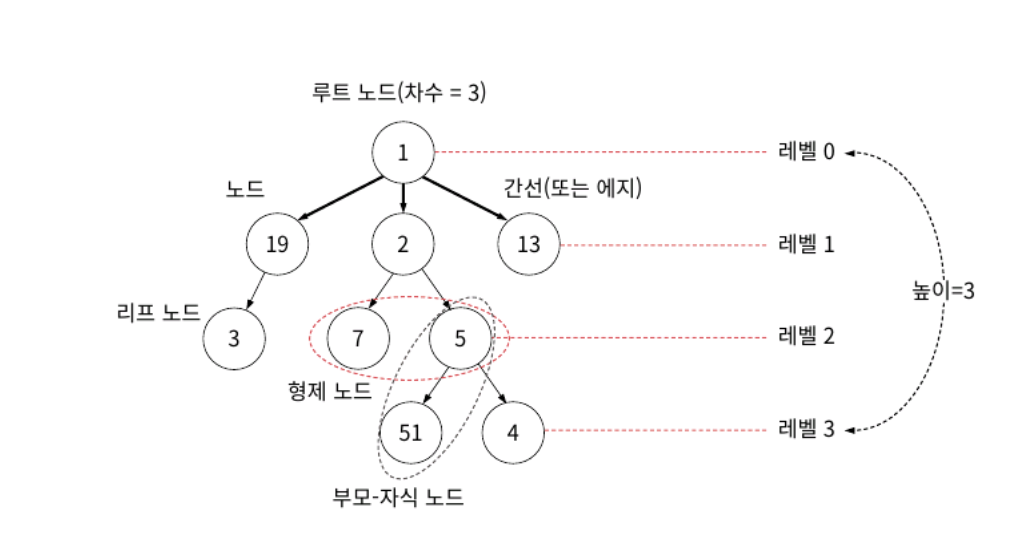 루트 노드(차수 = 3)
1
레벨 0
노드
간선(또는 에지)
19
2
13
레벨 1
높이=3
리프 노드
3
7
5
레벨 2
형제 노드
51
4
레벨 3
부모-자식 노드